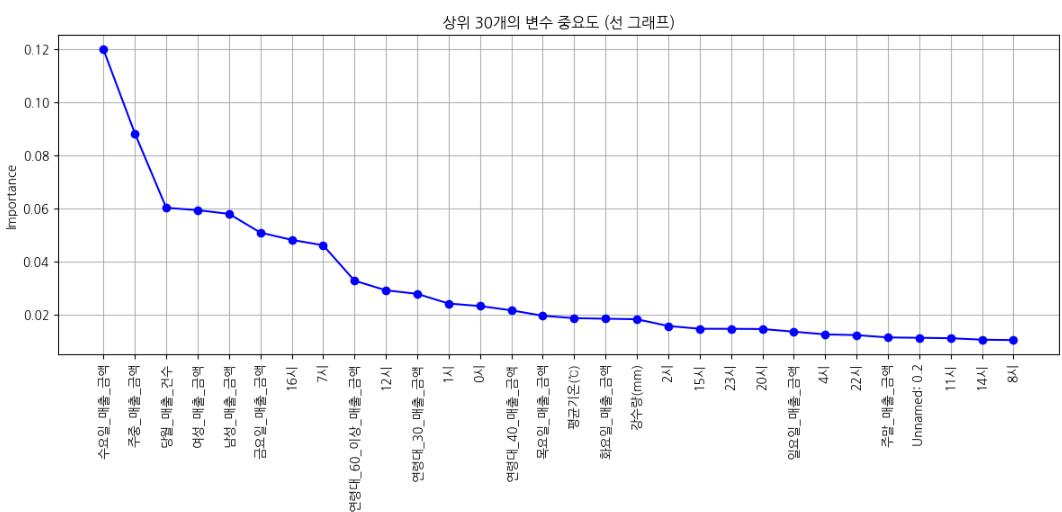 상위 30개의 변수 중요도 (선 그래프)
Importance
0.12
0.10
0.08
0.06
0.04
0.02
수요일_매출_금액
주중_매출_금액
당월_매출_건수
여성_매출_금액
남성_매출_금액
금요일_매출_금액
16시
7시
연령대_60_이상_매출_금액
12시
연령대_30_매출_금액
1시
0시
연령대_40_매출_금액
목요일_매출_금액
평균기온(℃)
화요일_매출_금액
강수량(mm)
2시
15시
23시
20시
일요일_매출_금액
4시
22시
주말_매출_금액
Unnamed: 0.2
11시
14시
8시